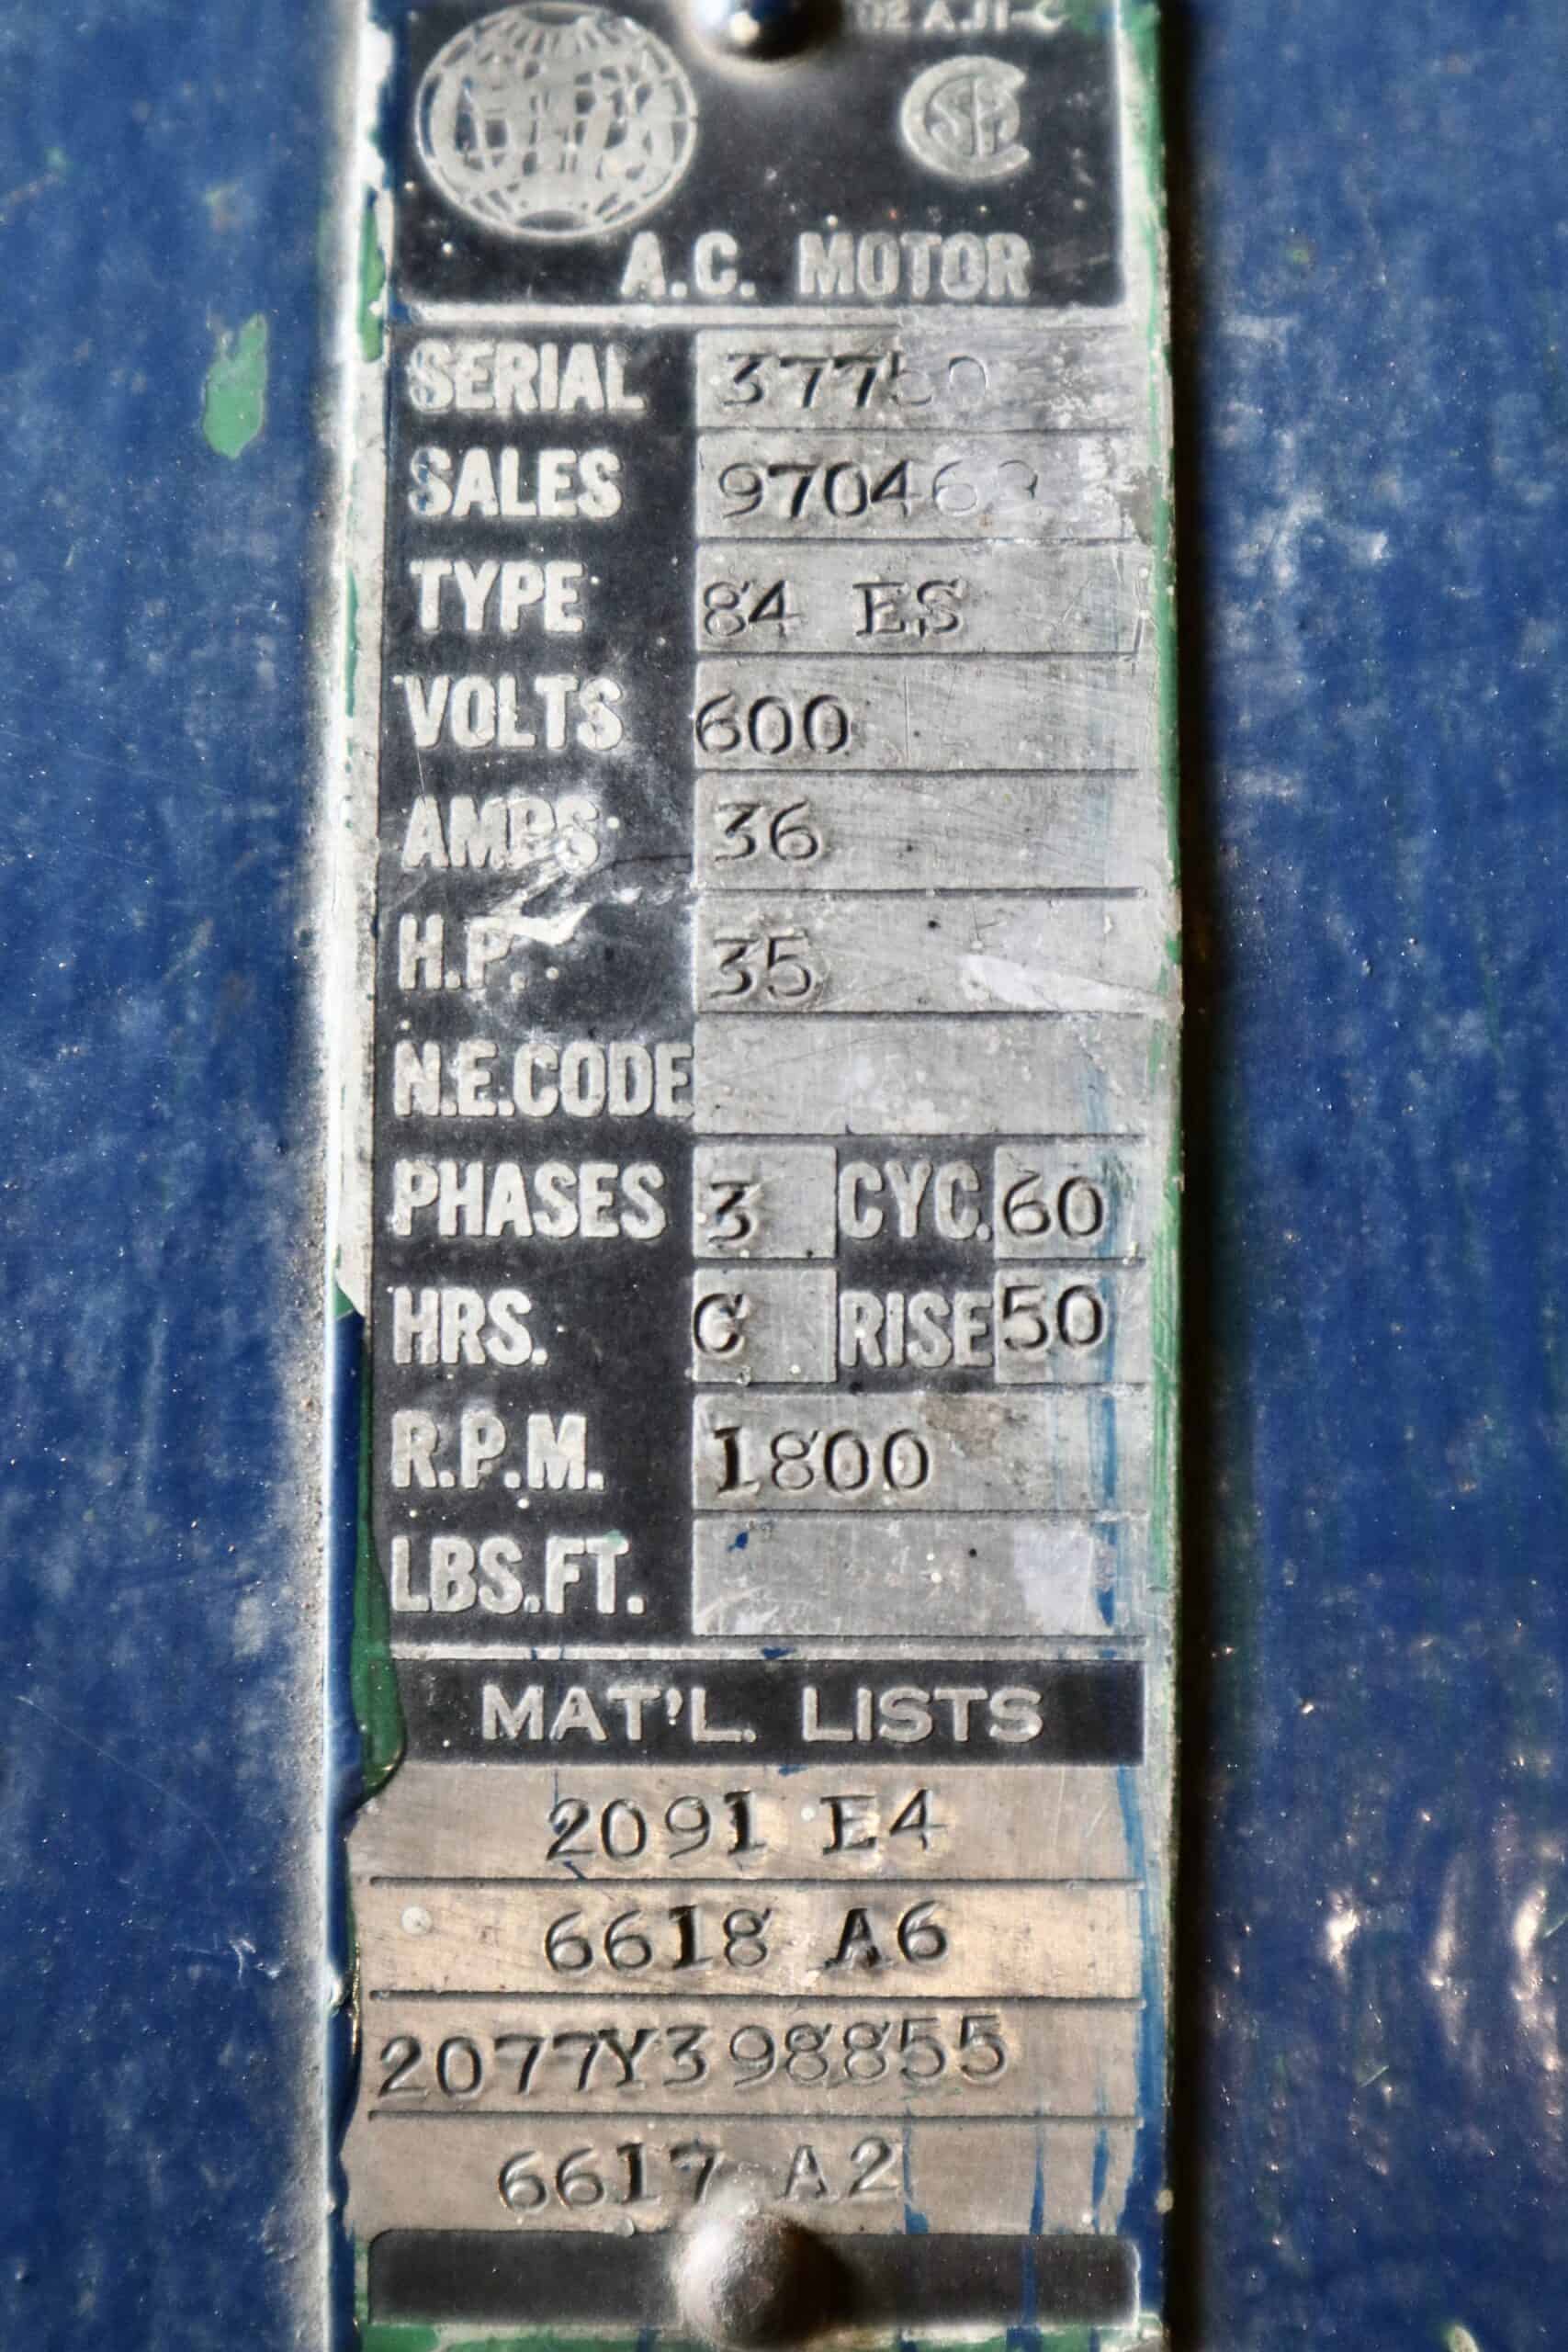 A.C. MOTOR
SERIAL 37750
SALES
TYPE 84 ES
VOLTS 600
AMPS 36
H.P. 35
N.E.CODE
PHASES 3 CYC. 60
HRS. C RISE 50
R.P.M. 1800
LBS.FT.
MAT'L. LISTS
2091 E4
6618 A6
2077Y398855
6617 A2